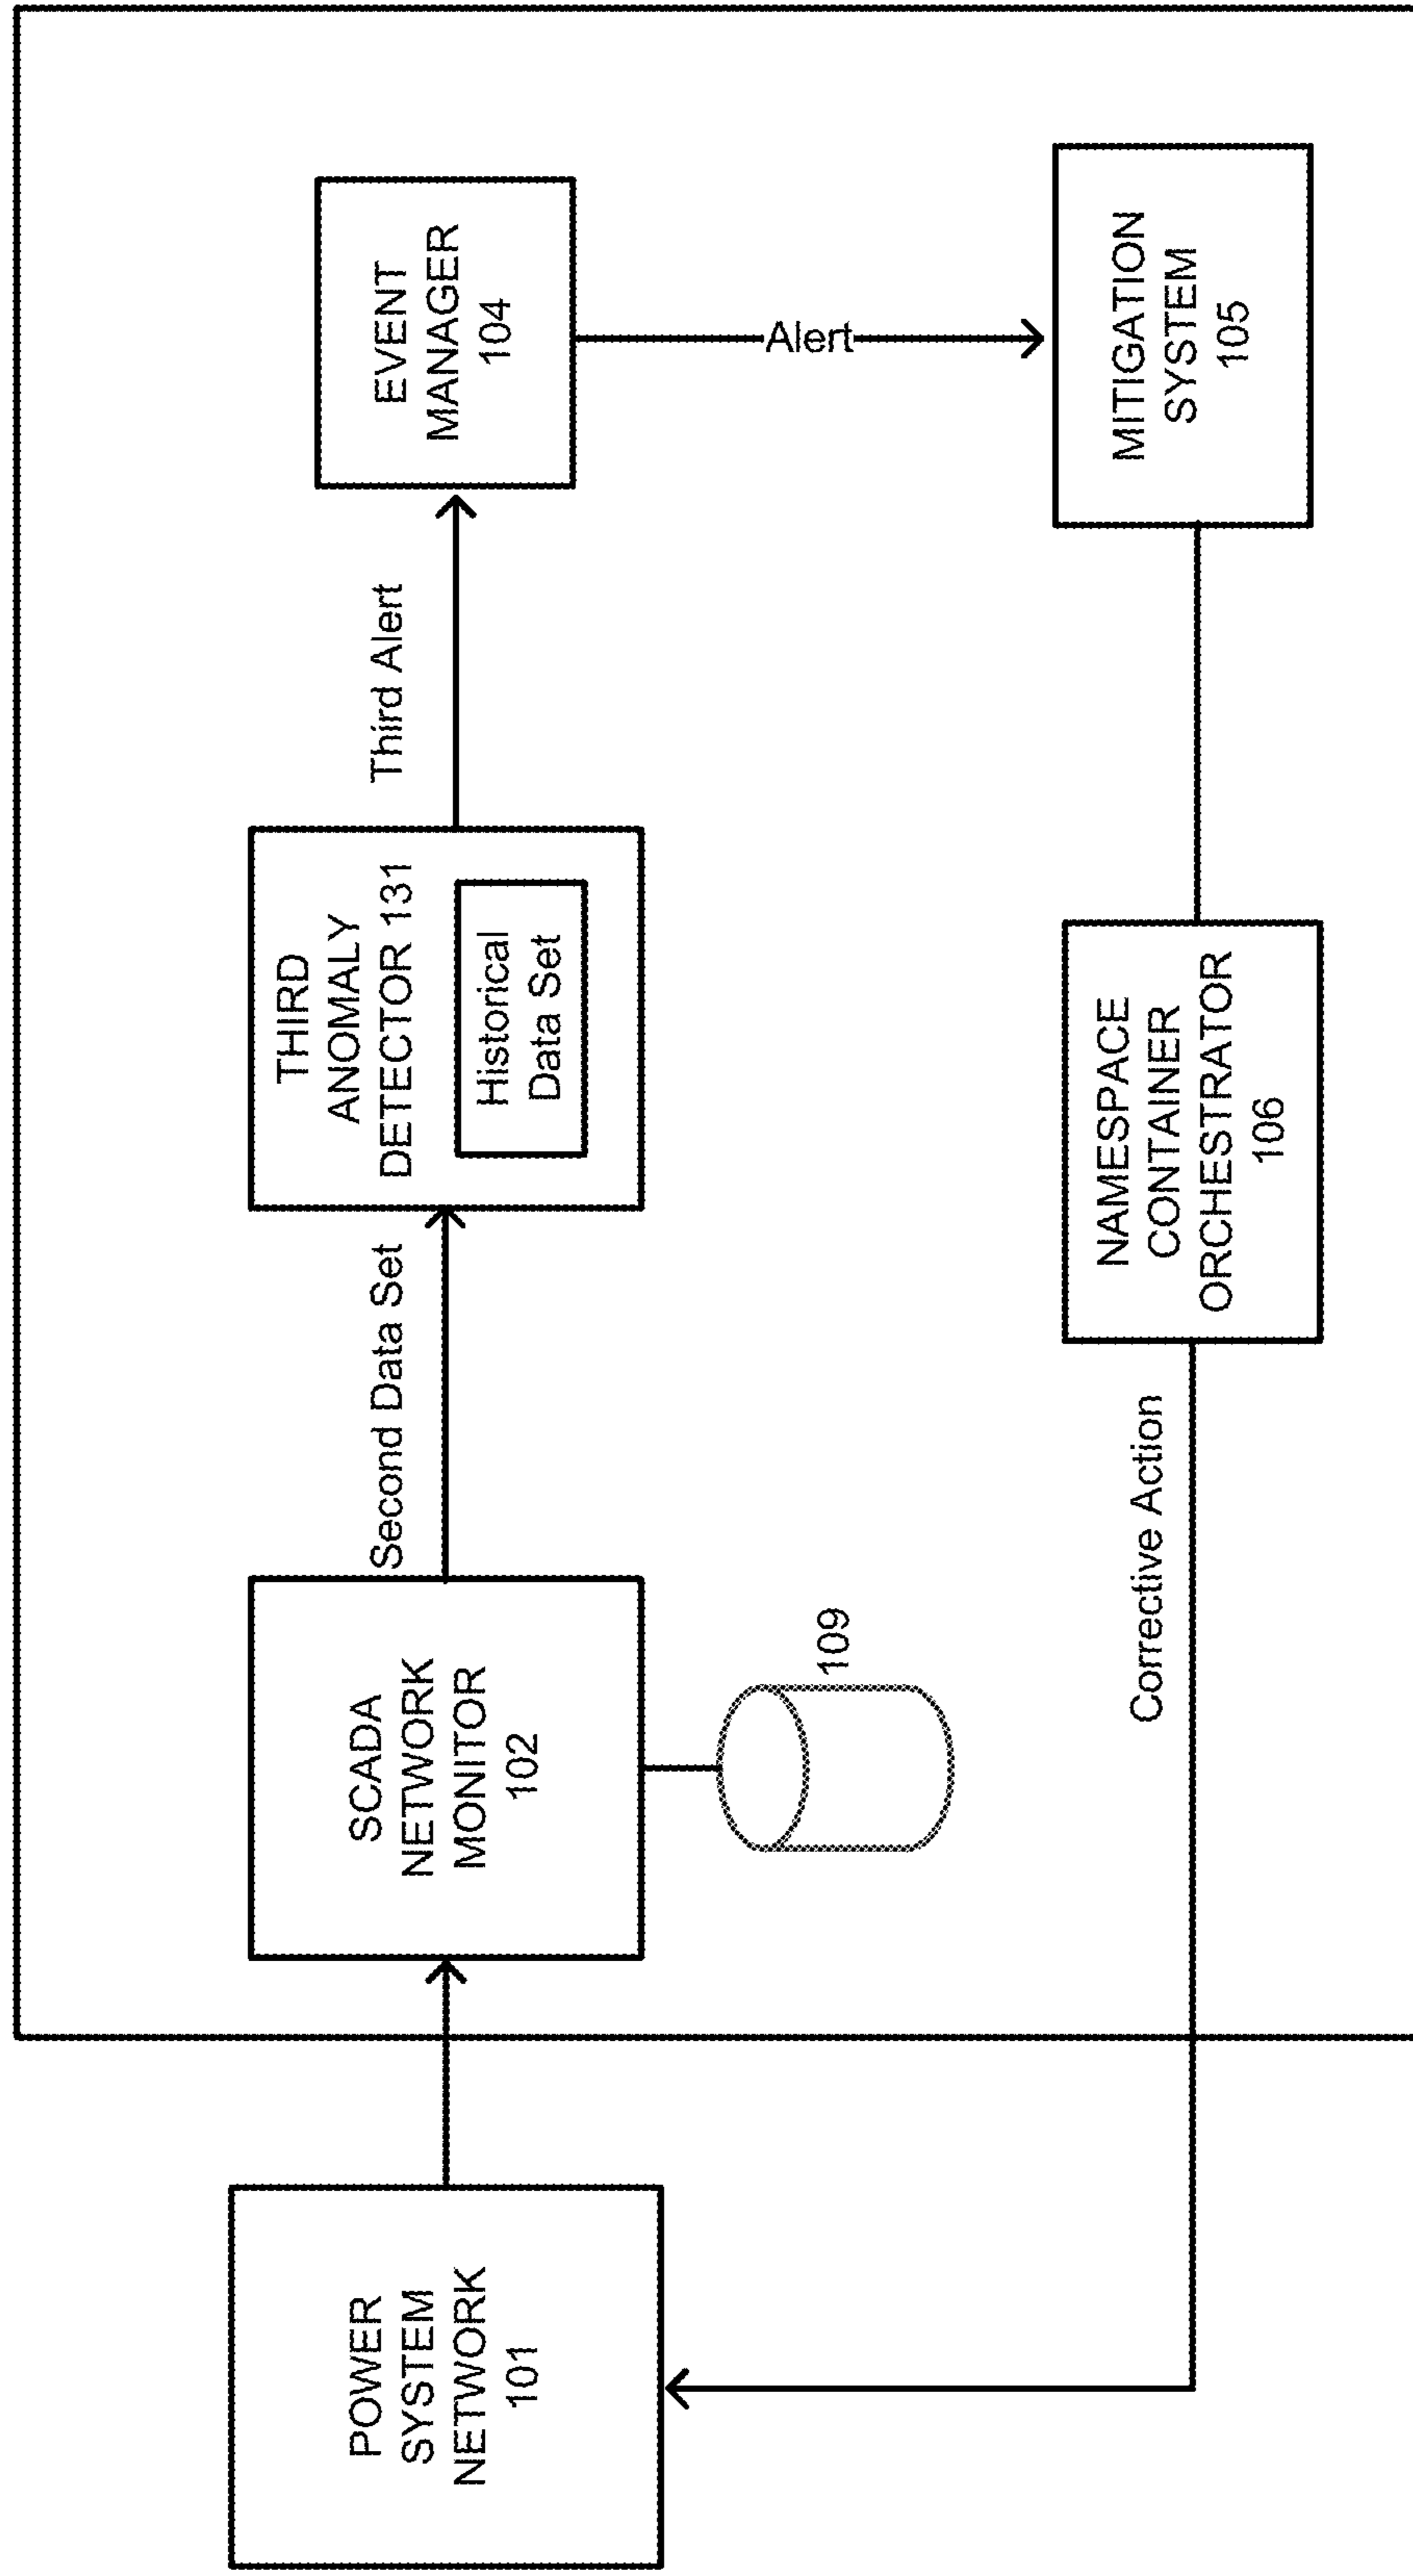 POWER
SYSTEM
NETWORK
101
SCADA
NETWORK
MONITOR
102
109
Second Data Set
THIRD
ANOMALY
DETECTOR 131
Historical
Data Set
Third Alert
EVENT
MANAGER
104
Alert
MITIGATION
SYSTEM
105
NAMESPACE
CONTAINER
ORCHESTRATOR
106
Corrective Action